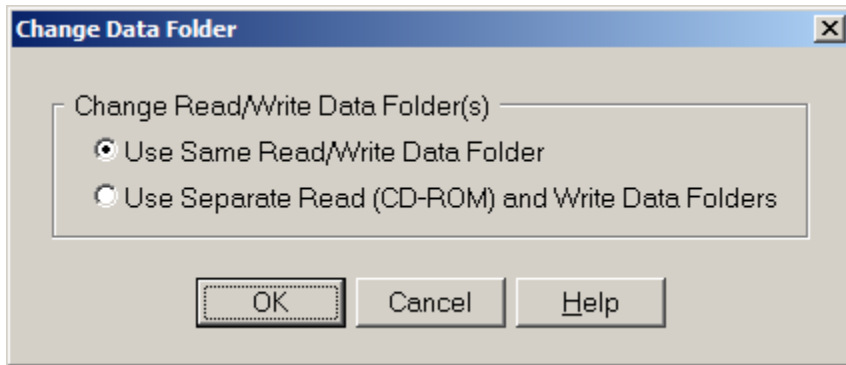 Change Data Folder
Change Read/Write Data Folder(s)
Use Same Read/Write Data Folder
Use Separate Read (CD-ROM) and Write Data Folders
OK Cancel Help